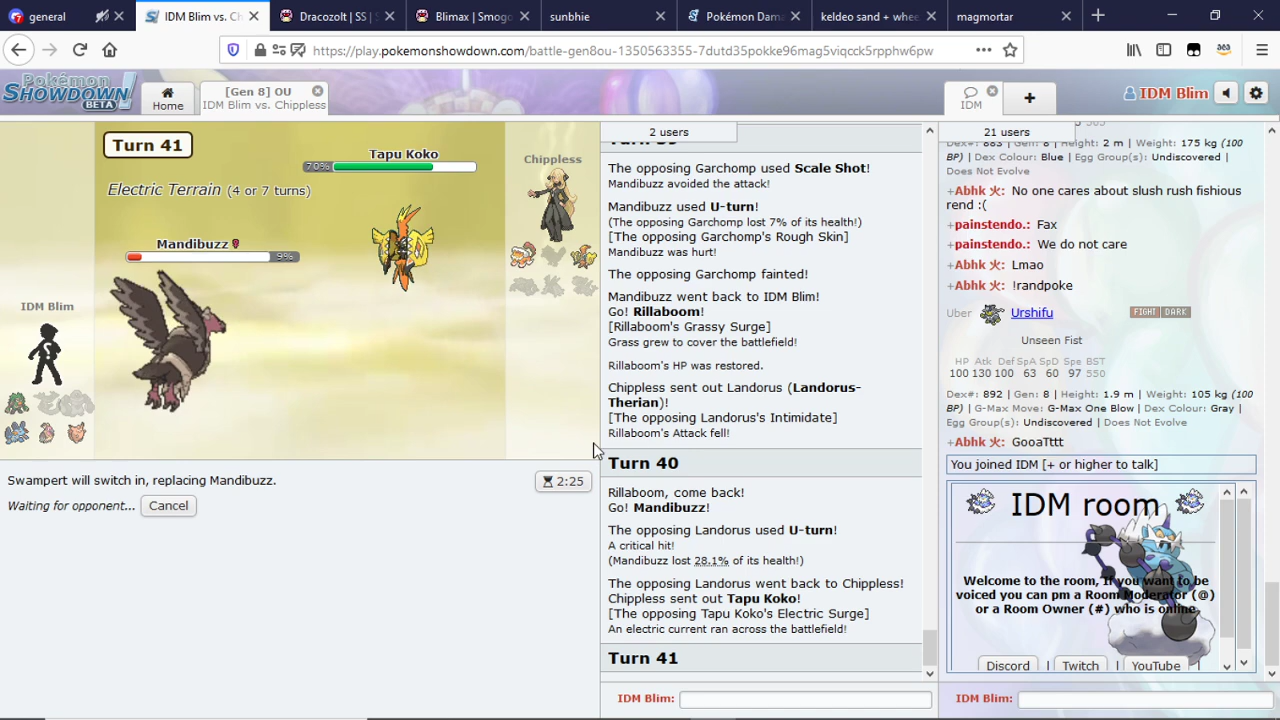 general
IDM Blim vs. Ch
Dracozolt | SS | S
Blimax | Smogo
sunbhie
Pokémon Dama
keldeo sand + whee
magmortar
https://play.pokemonshowdown.com/battle-gen8ou-1350563355-7dutd35pokke96mag5viqcck5rpphw6pw
Pokémon
SHOWDOWN!
BETA
Home
[Gen 8] OU
IDM Blim vs. Chippless
IDM
IDM Blim
Turn 41
Electric Terrain (4 or 7 turns)
Tapu Koko
70%
Mandibuzz
9%
Chippless
IDM Blim
Swampert will switch in, replacing Mandibuzz.
2:25
Waiting for opponent...
Cancel
2 users
The opposing Garchomp used Scale Shot!
Mandibuzz avoided the attack!
Mandibuzz used U-turn!
(The opposing Garchomp lost 7% of its health!)
[The opposing Garchomp's Rough Skin]
Mandibuzz was hurt!
The opposing Garchomp fainted!
Mandibuzz went back to IDM Blim!
Go! Rillaboom!
[Rillaboom's Grassy Surge]
Grass grew to cover the battlefield!
Rillaboom's HP was restored.
Chippless sent out Landorus (Landorus-
Therian)!
[The opposing Landorus's Intimidate]
Rillaboom's Attack fell!
Turn 40
Rillaboom, come back!
Go! Mandibuzz!
The opposing Landorus used U-turn!
A critical hit!
(Mandibuzz lost 28.1% of its health!)
The opposing Landorus went back to Chippless!
Chippless sent out Tapu Koko!
[The opposing Tapu Koko's Electric Surge]
An electric current ran across the battlefield!
Turn 41
IDM Blim:
21 users
Dex#: 883 | Gen: 8 | Height: 2 m | Weight: 175 kg (100
BP) | Dex Colour: Blue | Egg Group(s): Undiscovered |
Does Not Evolve
+Abhk 火: No one cares about slush rush fishious
rend :(
+painstendo.: Fax
+painstendo.: We do not care
+Abhk 火: Lmao
+Abhk 火: !randpoke
Uber Urshifu FIGHT DARK
Unseen Fist
HP Atk Def SpA SpD Spe BST
100 130 100 63 60 97 550
Dex#: 892 | Gen: 8 | Height: 1.9 m | Weight: 105 kg (100
BP) | G-Max Move: G-Max One Blow | Dex Colour: Gray |
Egg Group(s): Undiscovered | Does Not Evolve
+Abhk 火: GooaTttt
You joined IDM [+ or higher to talk]
IDM room
Welcome to the room, If you want to be
voiced you can pm a Room Moderator (@)
or a Room Owner (#) who is online
Discord | Twitch | YouTube |
IDM Blim: